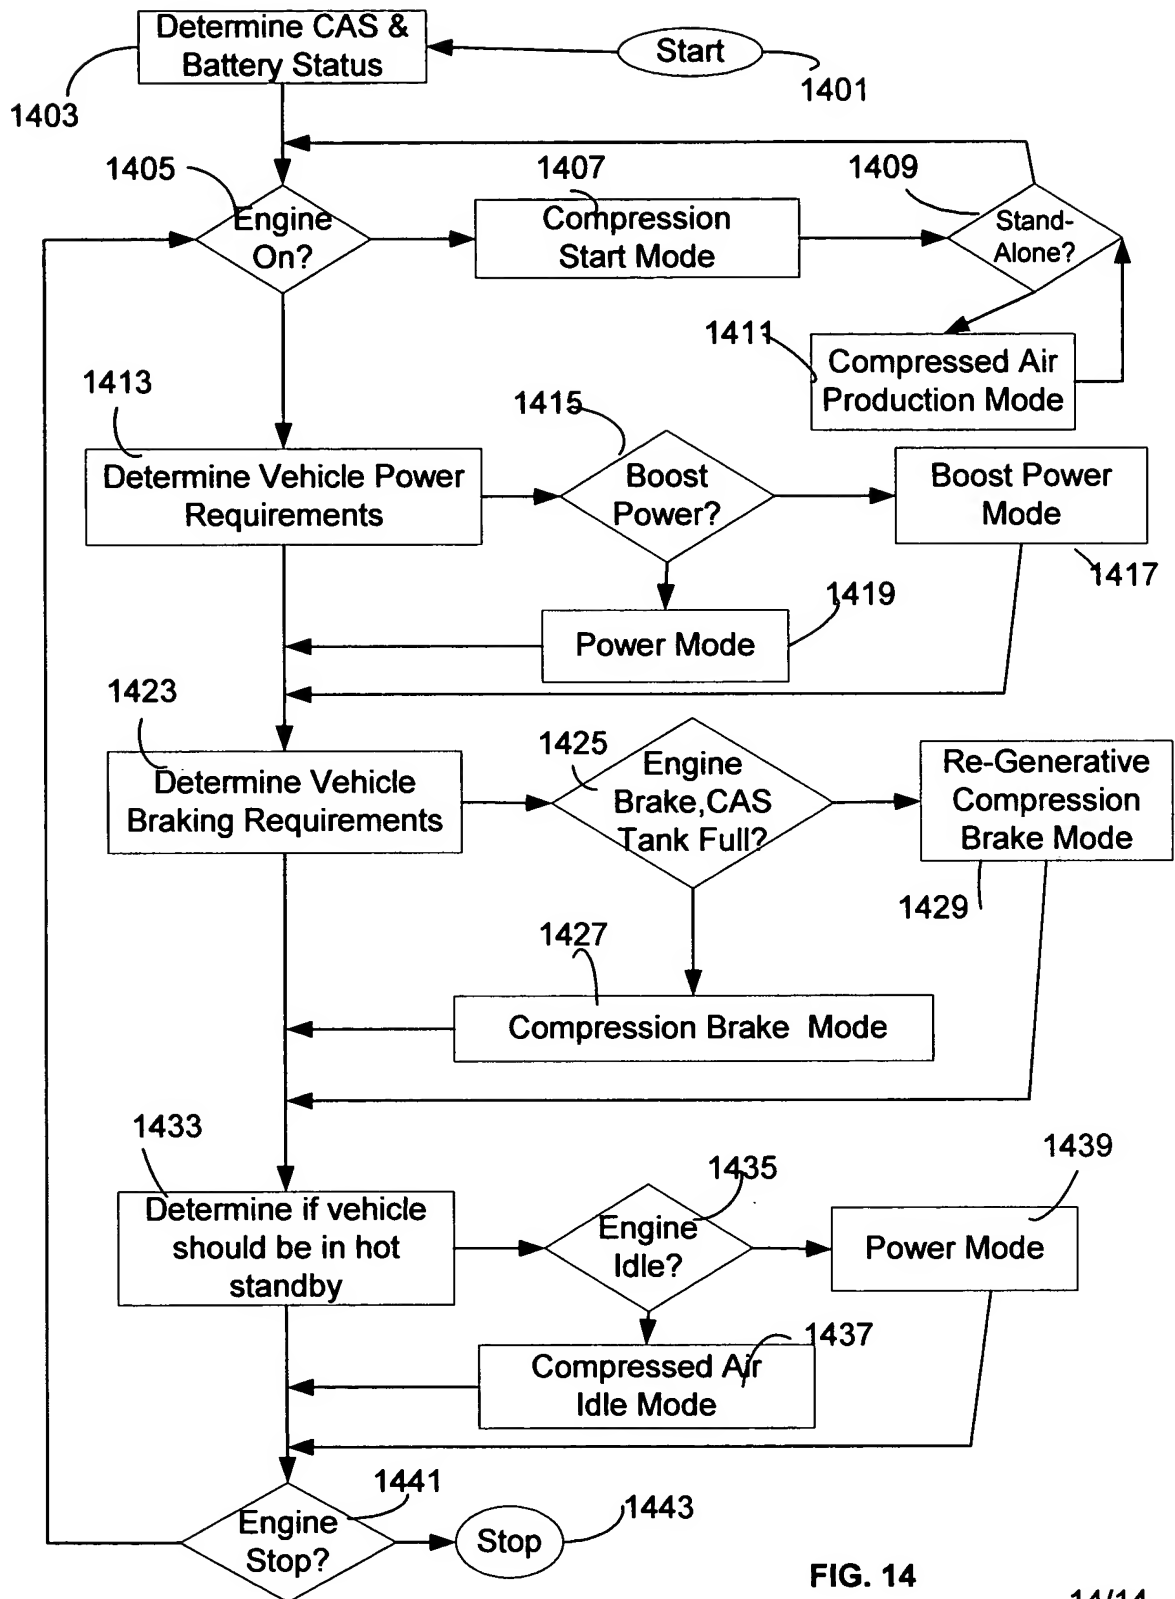 Determine CAS &
Battery Status
Start
1403
1401
1405
1407
1409
Engine
On?
Compression
Start Mode
Stand-
Alone?
1411
Compressed Air
Production Mode
1413
1415
Determine Vehicle Power
Requirements
Boost
Power?
Boost Power
Mode
1417
1419
Power Mode
1423
1425
Determine Vehicle
Braking Requirements
Engine
Brake,CAS
Tank Full?
Re-Generative
Compression
Brake Mode
1429
1427
Compression Brake Mode
1433
1435
1439
Determine if vehicle
should be in hot
standby
Engine
Idle?
Power Mode
1437
Compressed Air
Idle Mode
1441
1443
Engine
Stop?
Stop
FIG. 14
14/14